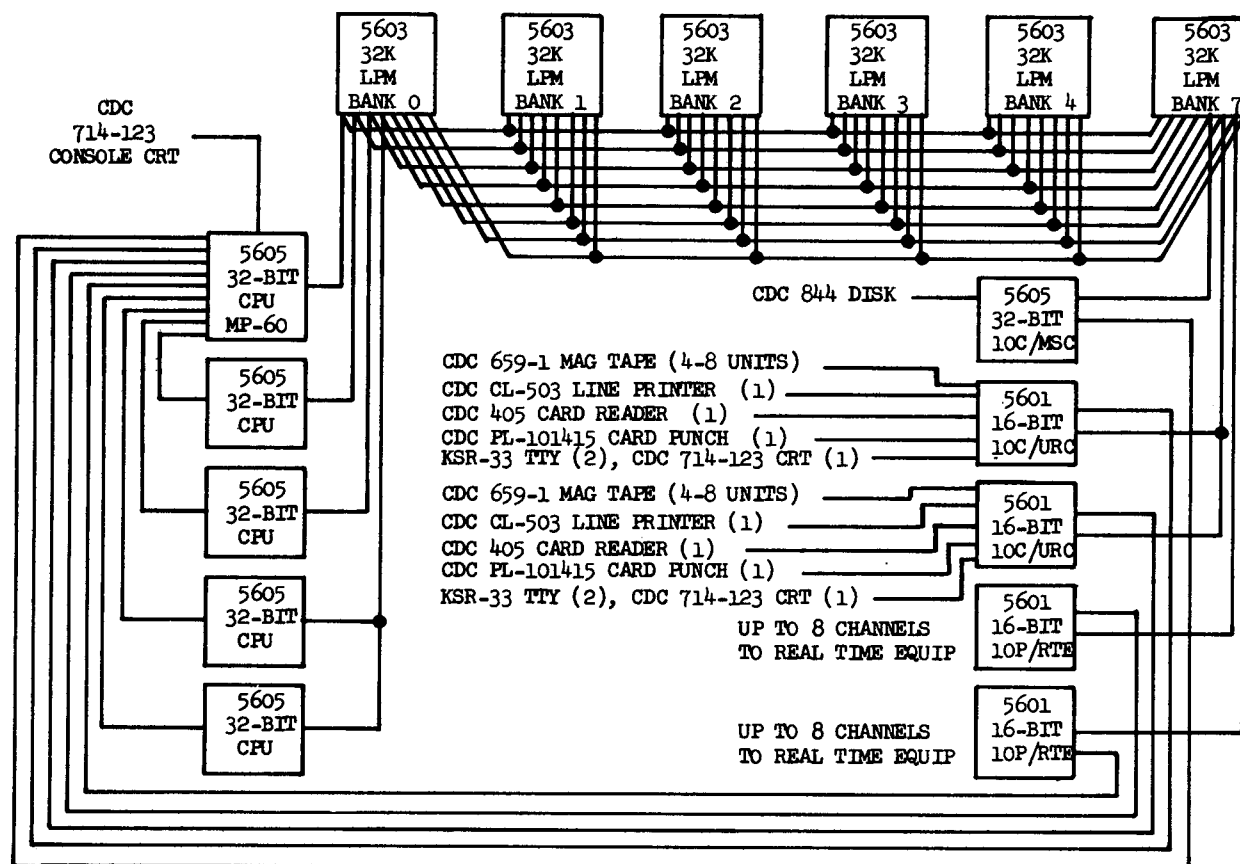 5603
32K
LPM
BANK 0
5603
32K
LPM
BANK 1
5603
32K
LPM
BANK 2
5603
32K
LPM
BANK 3
5603
32K
LPM
BANK 4
5603
32K
LPM
BANK 7
CDC
714-123
CONSOLE CRT
5605
32-BIT
CPU
MP-60
5605
32-BIT
CPU
5605
32-BIT
CPU
5605
32-BIT
CPU
5605
32-BIT
CPU
CDC 844 DISK
5605
32-BIT
10C/MSC
CDC 659-1 MAG TAPE (4-8 UNITS)
CDC CL-503 LINE PRINTER (1)
CDC 405 CARD READER (1)
CDC PL-101415 CARD PUNCH (1)
KSR-33 TTY (2), CDC 714-123 CRT (1)
5601
16-BIT
10C/URC
CDC 659-1 MAG TAPE (4-8 UNITS)
CDC CL-503 LINE PRINTER (1)
CDC 405 CARD READER (1)
CDC PL-101415 CARD PUNCH (1)
KSR-33 TTY (2), CDC 714-123 CRT (1)
5601
16-BIT
10C/URC
UP TO 8 CHANNELS
TO REAL TIME EQUIP
5601
16-BIT
10P/RTE
UP TO 8 CHANNELS
TO REAL TIME EQUIP
5601
16-BIT
10P/RTE